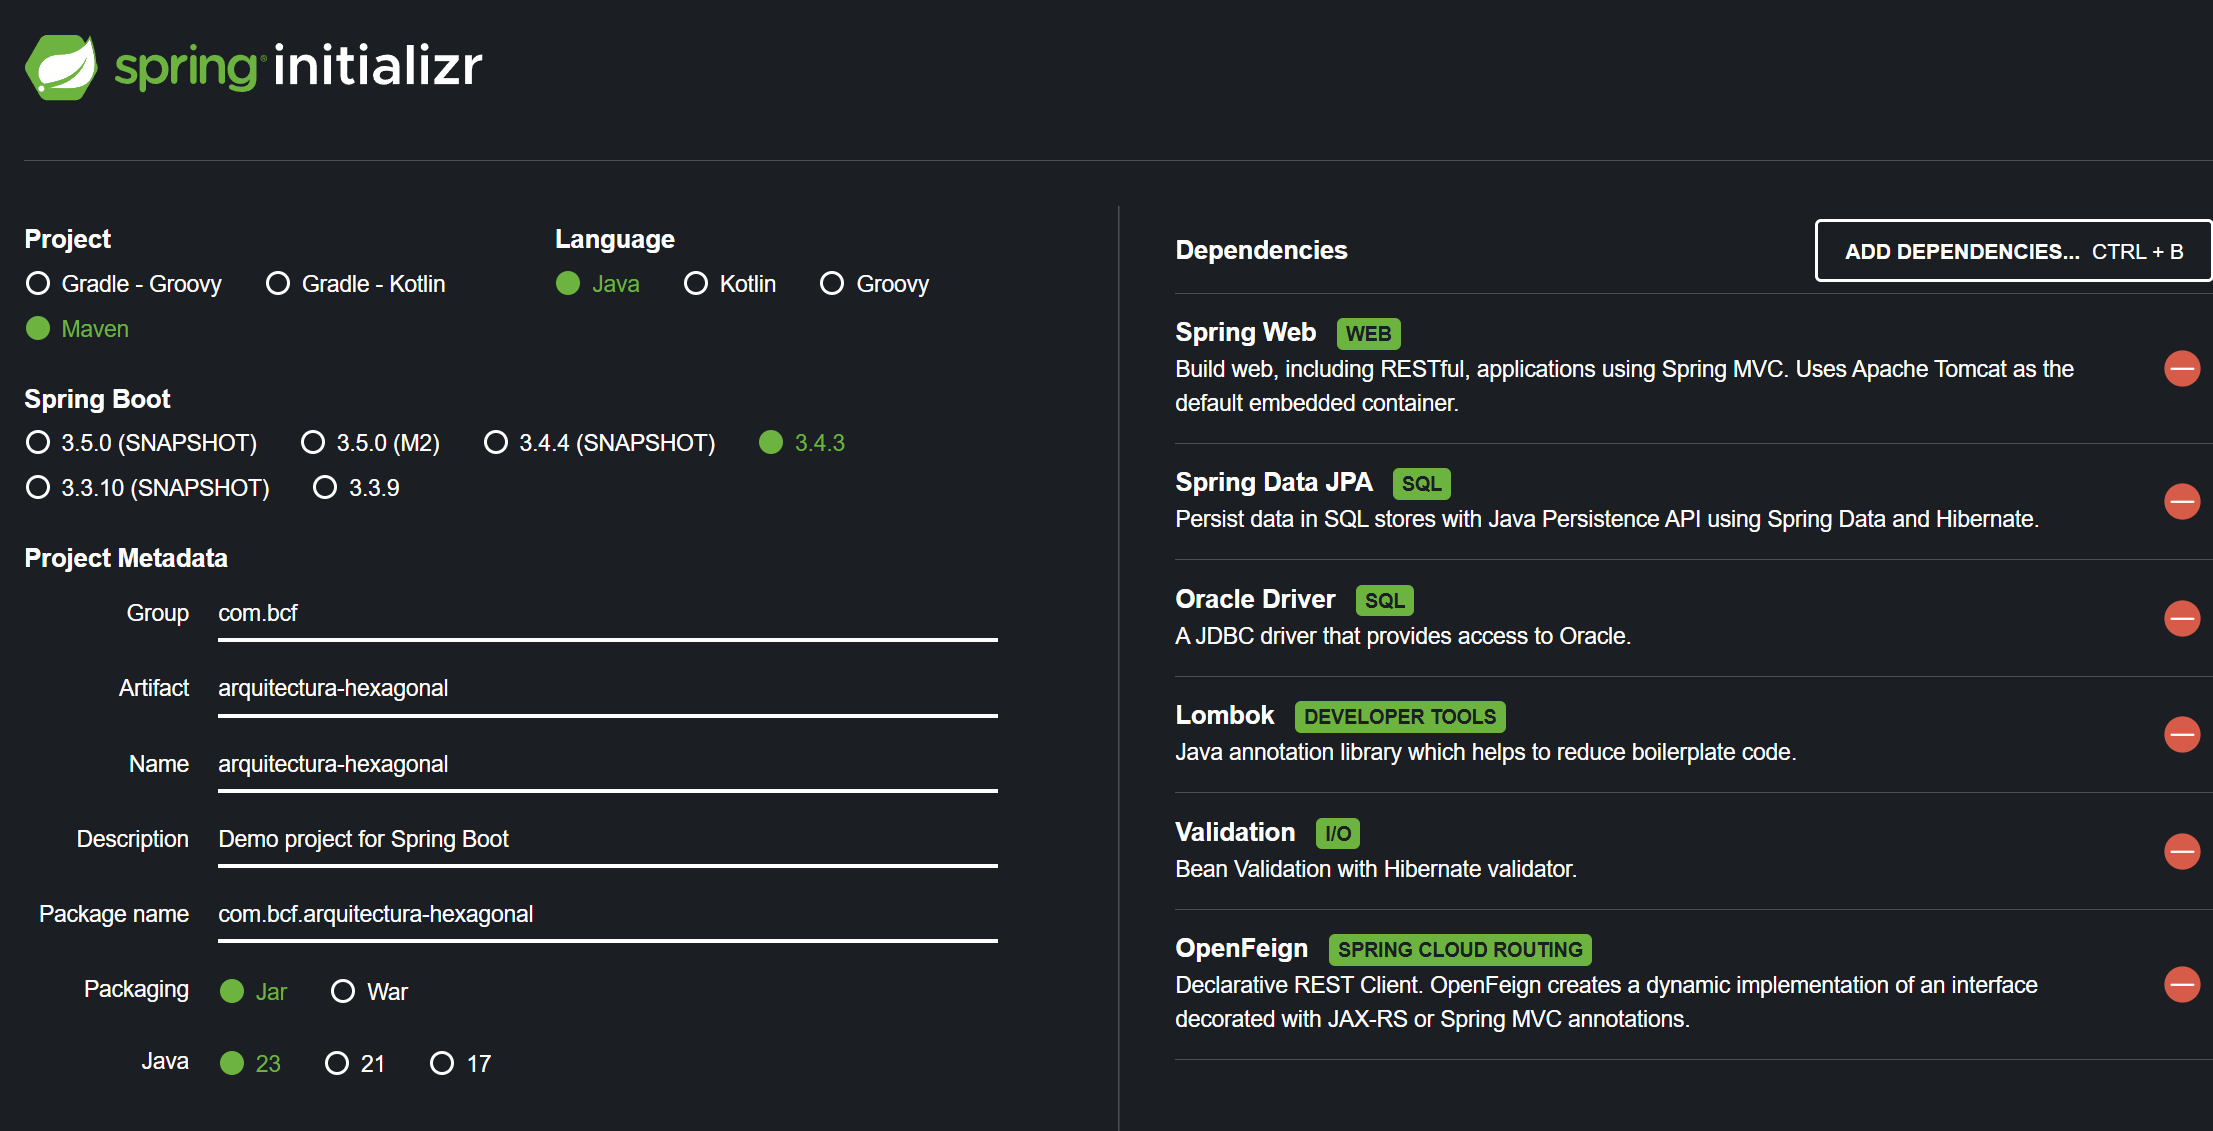 spring initializr
Project
Gradle - Groovy Gradle - Kotlin
Maven
Language
Java Kotlin Groovy
Spring Boot
3.5.0 (SNAPSHOT) 3.5.0 (M2) 3.4.4 (SNAPSHOT) 3.4.3
3.3.10 (SNAPSHOT) 3.3.9
Project Metadata
Group com.bcf
Artifact arquitectura-hexagonal
Name arquitectura-hexagonal
Description Demo project for Spring Boot
Package name com.bcf.arquitectura-hexagonal
Packaging Jar War
Java 23 21 17
Dependencies ADD DEPENDENCIES... CTRL + B
Spring Web WEB
Build web, including RESTful, applications using Spring MVC. Uses Apache Tomcat as the
default embedded container.
Spring Data JPA SQL
Persist data in SQL stores with Java Persistence API using Spring Data and Hibernate.
Oracle Driver SQL
A JDBC driver that provides access to Oracle.
Lombok DEVELOPER TOOLS
Java annotation library which helps to reduce boilerplate code.
Validation I/O
Bean Validation with Hibernate validator.
OpenFeign SPRING CLOUD ROUTING
Declarative REST Client. OpenFeign creates a dynamic implementation of an interface
decorated with JAX-RS or Spring MVC annotations.